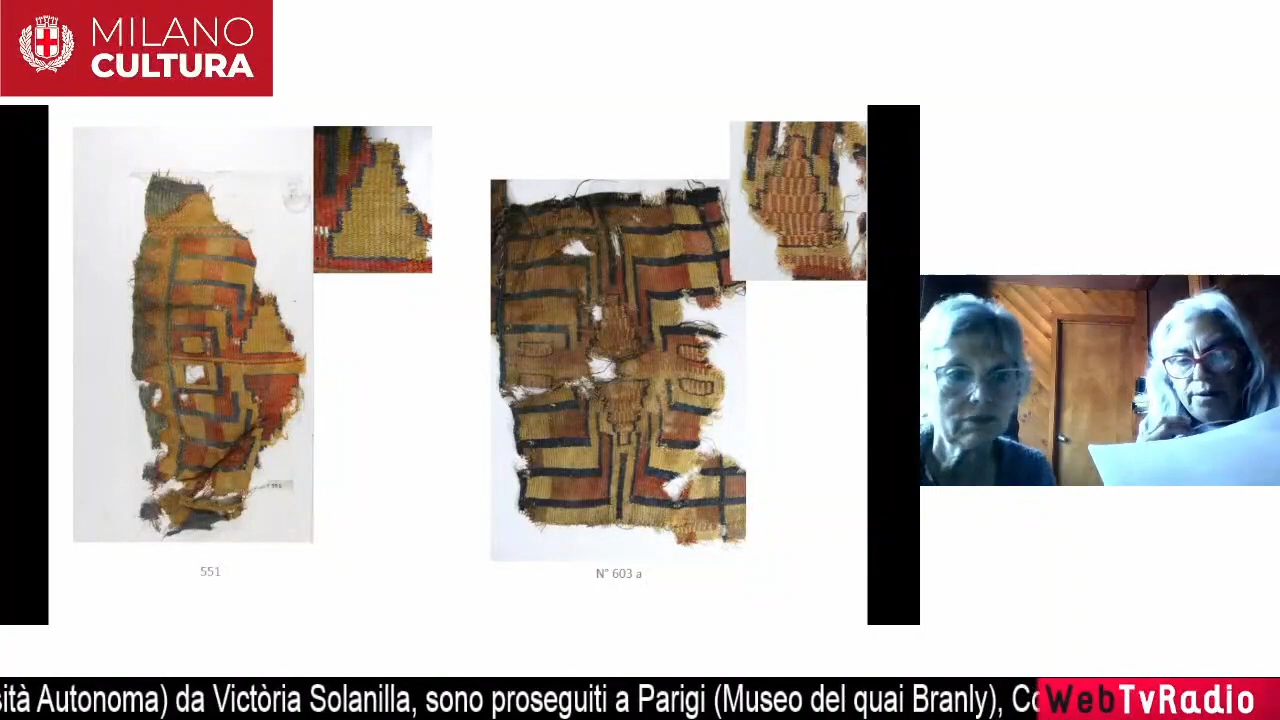 MILANO
CULTURA
551
N° 603 a
sità Autonoma) da Victòria Solanilla, sono proseguiti a Parigi (Museo del quai Branly), Co
WebTvRadio